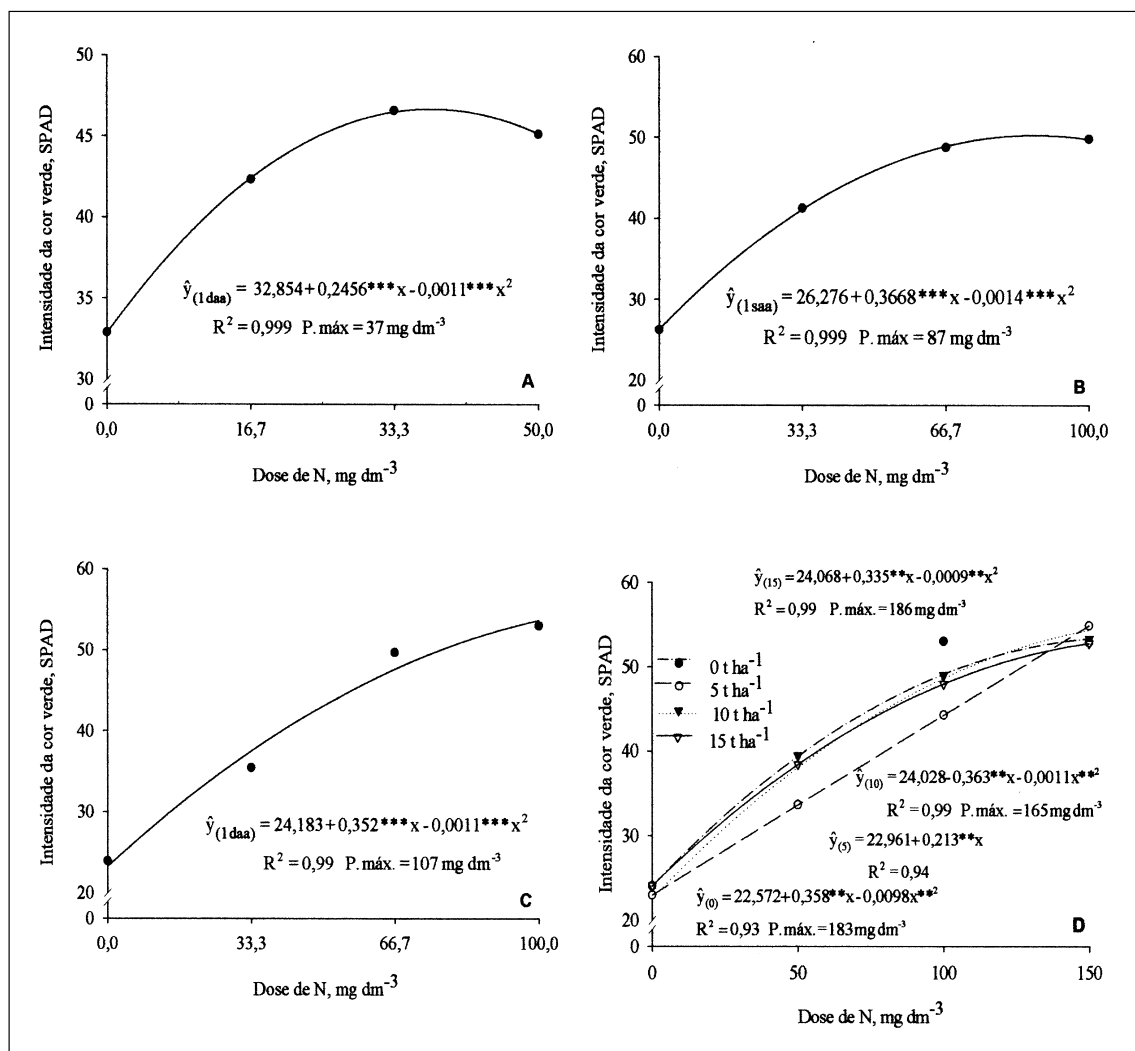 50
45
40
35
30
0
Intensidade da cor verde, SPAD
ŷ(1daa) = 32,854+0,2456***x-0,0011***x²
R² = 0,999 P. máx = 37 mg dm⁻³
A
0,0 16,7 33,3 50,0
Dose de N, mg dm⁻³
60
50
40
30
20
0
Intensidade da cor verde, SPAD
ŷ(1saa) = 26,276+0,3668***x-0,0014***x²
R² = 0,999 P. máx = 87 mg dm⁻³
B
0,0 33,3 66,7 100,0
Dose de N, mg dm⁻³
60
50
40
30
20
0
Intensidade da cor verde, SPAD
ŷ(1daa) = 24,183+0,352***x-0,0011***x²
R² = 0,99 P. máx. =107 mg dm⁻³
C
0,0 33,3 66,7 100,0
Dose de N, mg dm⁻³
60
50
40
30
20
0
Intensidade da cor verde, SPAD
ŷ(15) =24,068+0,335**x-0,0009**x²
R² = 0,99 P. máx. = 186 mg dm⁻³
0 t ha⁻¹
5 t ha⁻¹
10 t ha⁻¹
15 t ha⁻¹
ŷ(10) =24,028-0,363**x-0,0011x**²
R² = 0,99 P. máx. =165mg dm⁻³
ŷ(5) =22,961+0,213**x
R² = 0,94
ŷ(0) =22,572+0,358**x-0,0098x**²
R² = 0,93 P. máx. =183mg dm⁻³
D
0 50 100 150
Dose de N, mg dm⁻³